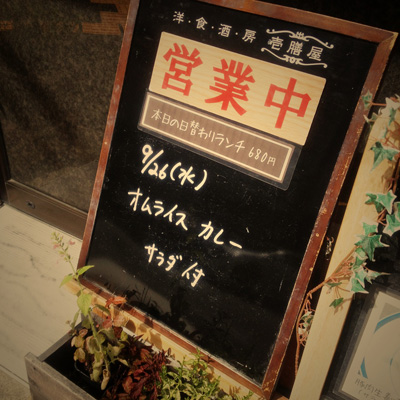 洋・食・酒・房 壱膳屋
営業中
本日の日替わりランチ 680円
9/26(水)
オムライス カレー
サラダ付